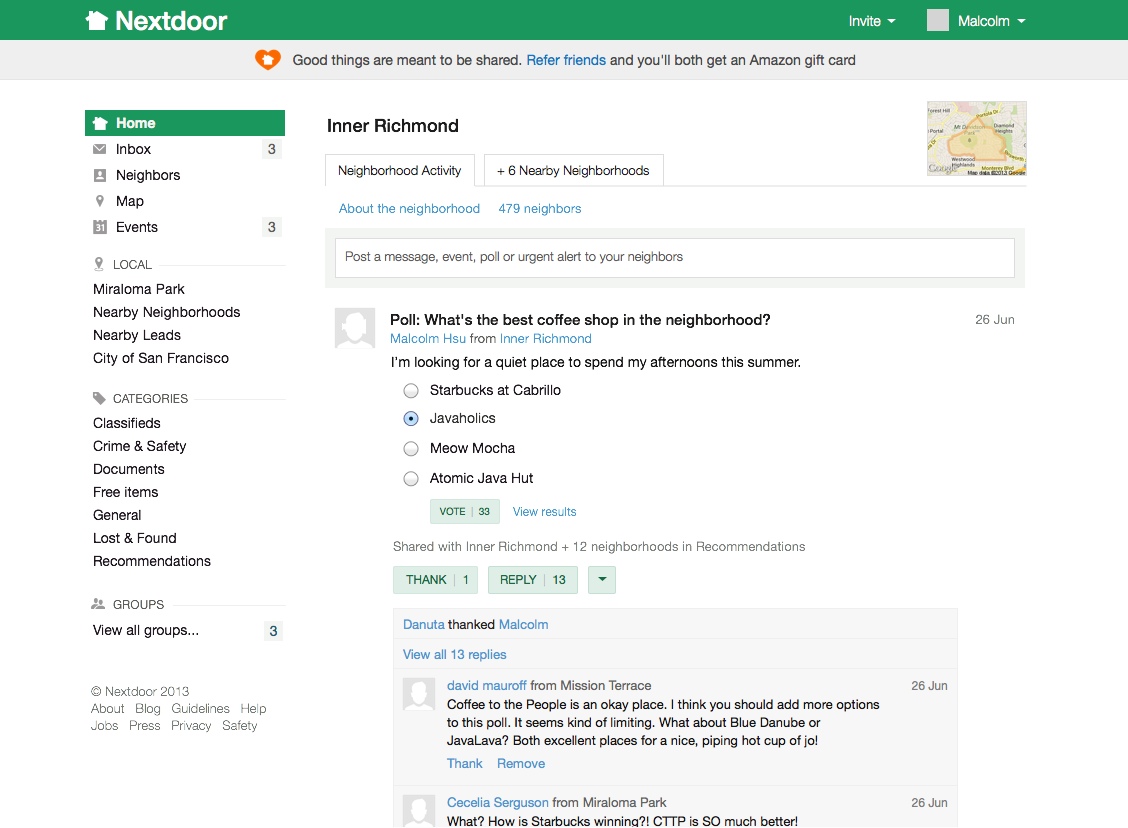 Nextdoor
Invite
Malcolm
Good things are meant to be shared. Refer friends and you'll both get an Amazon gift card
Home
Inbox 3
Neighbors
Map
31 Events 3
LOCAL
Miraloma Park
Nearby Neighborhoods
Nearby Leads
City of San Francisco
CATEGORIES
Classifieds
Crime & Safety
Documents
Free items
General
Lost & Found
Recommendations
GROUPS
View all groups... 3
© Nextdoor 2013
About Blog Guidelines Help
Jobs Press Privacy Safety
Inner Richmond
Forest Hill
Portola Dr
Portal
Mt Davidson Park
Diamond Heights
Westwood Highlands
Monterey Blvd
Google
Map data ©2013 Google
Neighborhood Activity
+ 6 Nearby Neighborhoods
About the neighborhood 479 neighbors
Post a message, event, poll or urgent alert to your neighbors
Poll: What's the best coffee shop in the neighborhood? 26 Jun
Malcolm Hsu from Inner Richmond
I'm looking for a quiet place to spend my afternoons this summer.
Starbucks at Cabrillo
Javaholics
Meow Mocha
Atomic Java Hut
VOTE | 33 View results
Shared with Inner Richmond + 12 neighborhoods in Recommendations
THANK | 1 REPLY | 13
Danuta thanked Malcolm
View all 13 replies
david mauroff from Mission Terrace 26 Jun
Coffee to the People is an okay place. I think you should add more options
to this poll. It seems kind of limiting. What about Blue Danube or
JavaLava? Both excellent places for a nice, piping hot cup of jo!
Thank Remove
Cecelia Serguson from Miraloma Park 26 Jun
What? How is Starbucks winning?! CTTP is SO much better!